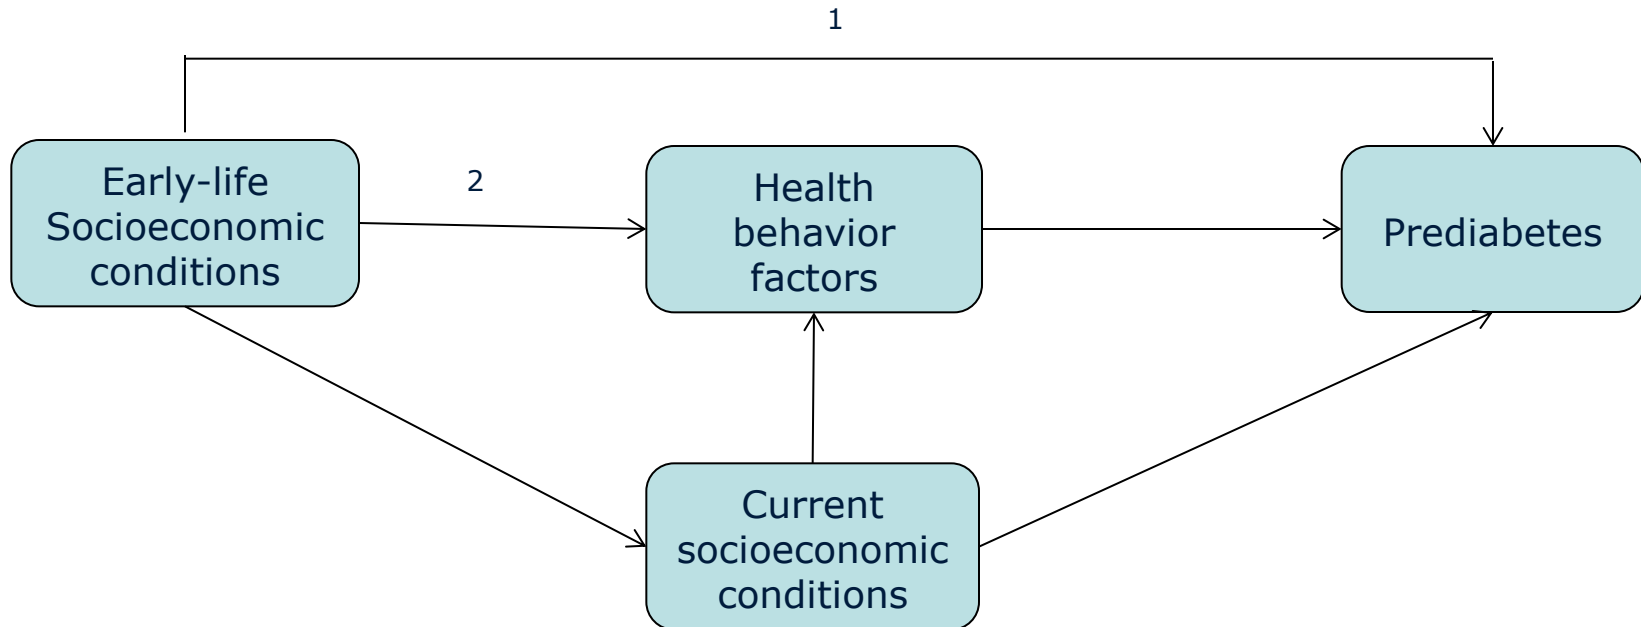 1
Early-life
Socioeconomic
conditions
2
Health
behavior
factors
Prediabetes
Current
socioeconomic
conditions